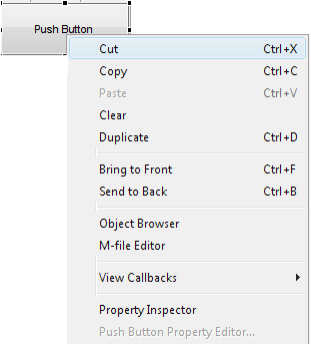 Push Button
Cut Ctrl+X
Copy Ctrl+C
Paste Ctrl+V
Clear
Duplicate Ctrl+D
Bring to Front Ctrl+F
Send to Back Ctrl+B
Object Browser
M-file Editor
View Callbacks
Property Inspector
Push Button Property Editor...